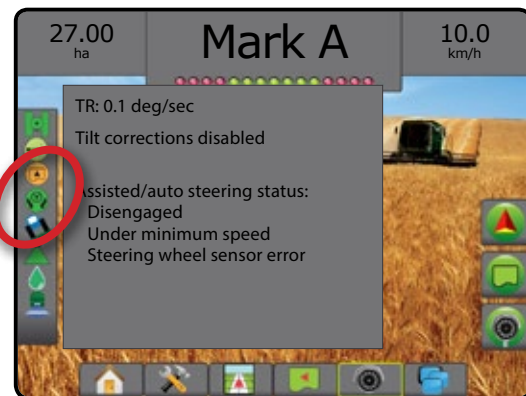 27.00
ha
Mark A
10.0
km/h
TR: 0.1 deg/sec
Tilt corrections disabled
Assisted/auto steering status:
Disengaged
Under minimum speed
Steering wheel sensor error